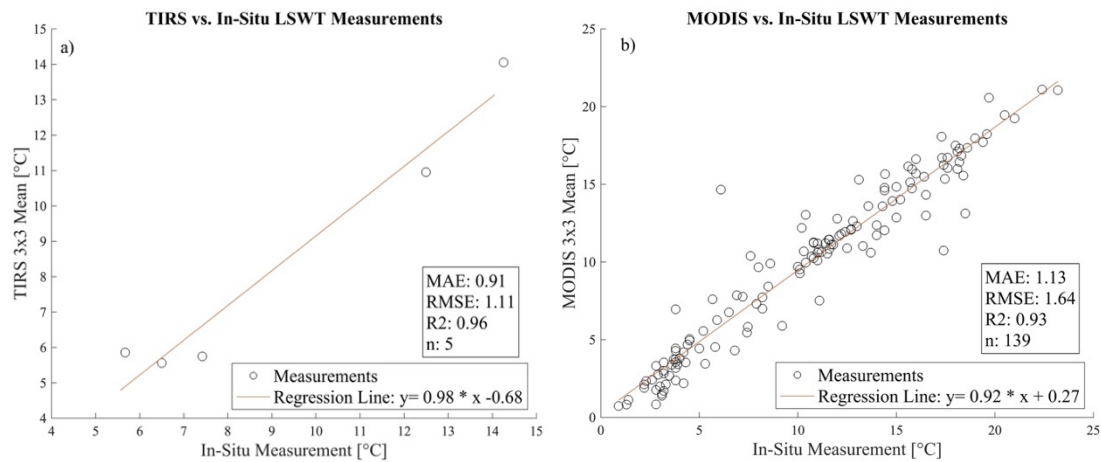 TIRS vs. In-Situ LSWT Measurements
a)
15
14
13
12
11
10
9
8
7
6
5
4
TIRS 3x3 Mean [°C]
MAE: 0.91
RMSE: 1.11
R2: 0.96
n: 5
Measurements
Regression Line: y= 0.98 * x -0.68
4 5 6 7 8 9 10 11 12 13 14 15
In-Situ Measurement [°C]
MODIS vs. In-Situ LSWT Measurements
b)
25
20
15
10
5
0
MODIS 3x3 Mean [°C]
MAE: 1.13
RMSE: 1.64
R2: 0.93
n: 139
Measurements
Regression Line: y= 0.92 * x + 0.27
0 5 10 15 20 25
In-Situ Measurement [°C]